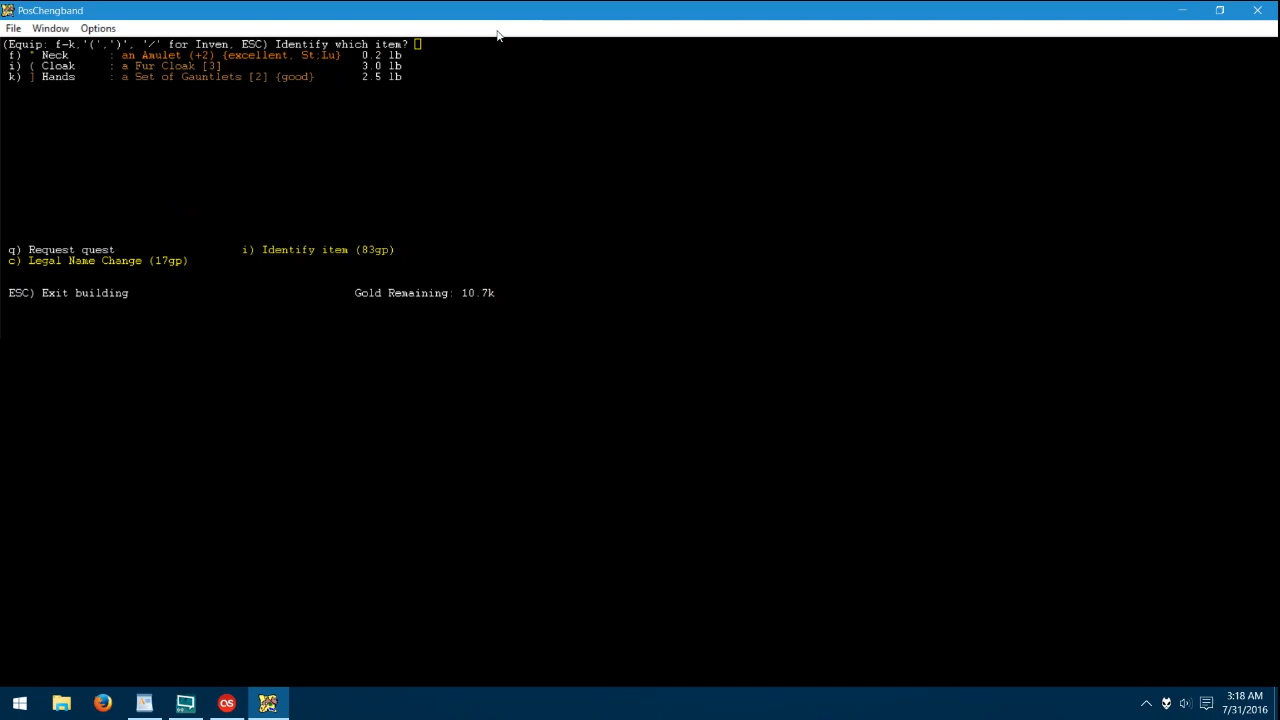 PosChengband
File Window Options
(Equip: f-k,'(',')', '/' for Inven, ESC) Identify which item?
f) " Neck : an Amulet (+2) {excellent, St;Lu} 0.2 lb
i) ( Cloak : a Fur Cloak [3] 3.0 lb
k) ] Hands : a Set of Gauntlets [2] {good} 2.5 lb
q) Request quest i) Identify item (83gp)
c) Legal Name Change (17gp)
ESC) Exit building Gold Remaining: 10.7k
3:18 AM
7/31/2016